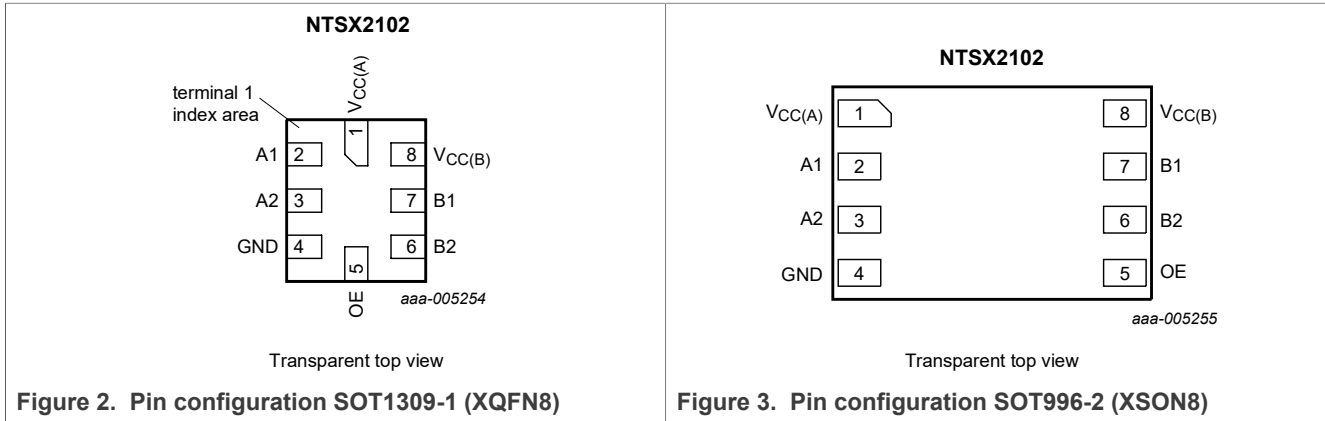 NTSX2102
VCC(A)
terminal 1
index area
1
A1 2 8 VCC(B)
A2 3 7 B1
GND 4 6 B2
5
OE
aaa-005254
Transparent top view
Figure 2. Pin configuration SOT1309-1 (XQFN8)
NTSX2102
VCC(A) 1 8 VCC(B)
A1 2 7 B1
A2 3 6 B2
GND 4 5 OE
aaa-005255
Transparent top view
Figure 3. Pin configuration SOT996-2 (XSON8)